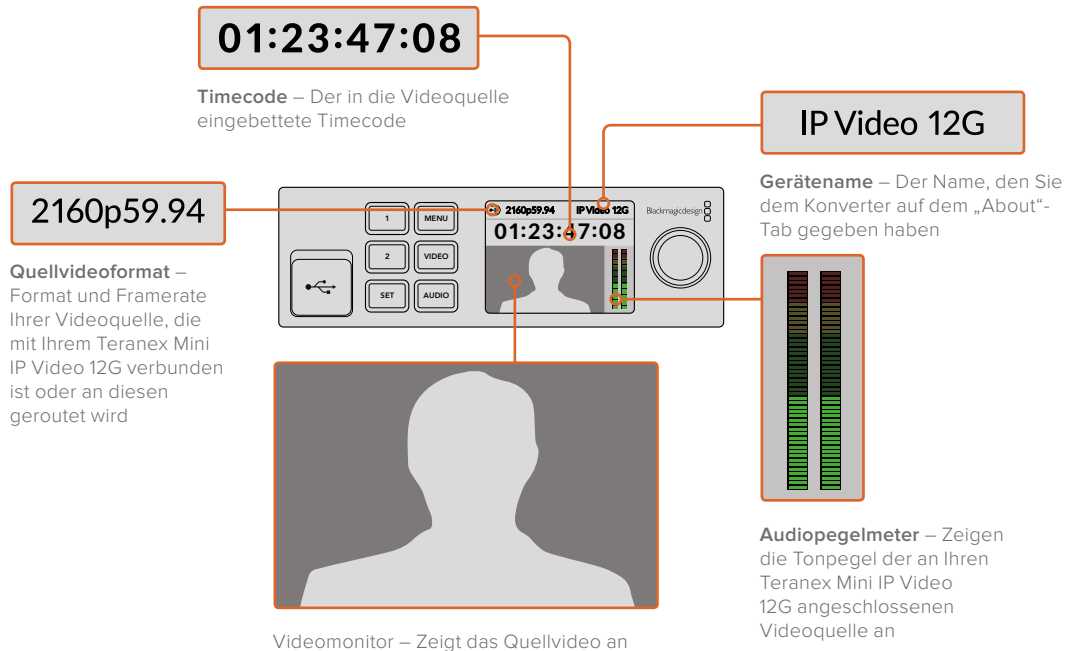 01:23:47:08
Timecode – Der in die Videoquelle
eingebettete Timecode
IP Video 12G
Gerätename – Der Name, den Sie
dem Konverter auf dem „About“-
Tab gegeben haben
2160p59.94
Quellvideoformat –
Format und Framerate
Ihrer Videoquelle, die
mit Ihrem Teranex Mini
IP Video 12G verbunden
ist oder an diesen
geroutet wird
1
MENU
2
VIDEO
SET
AUDIO
2160p59.94
IP Video 12G
01:23:47:08
Blackmagicdesign
Audiopegelmeter – Zeigen
die Tonpegel der an Ihren
Teranex Mini IP Video
12G angeschlossenen
Videoquelle an
Videomonitor – Zeigt das Quellvideo an